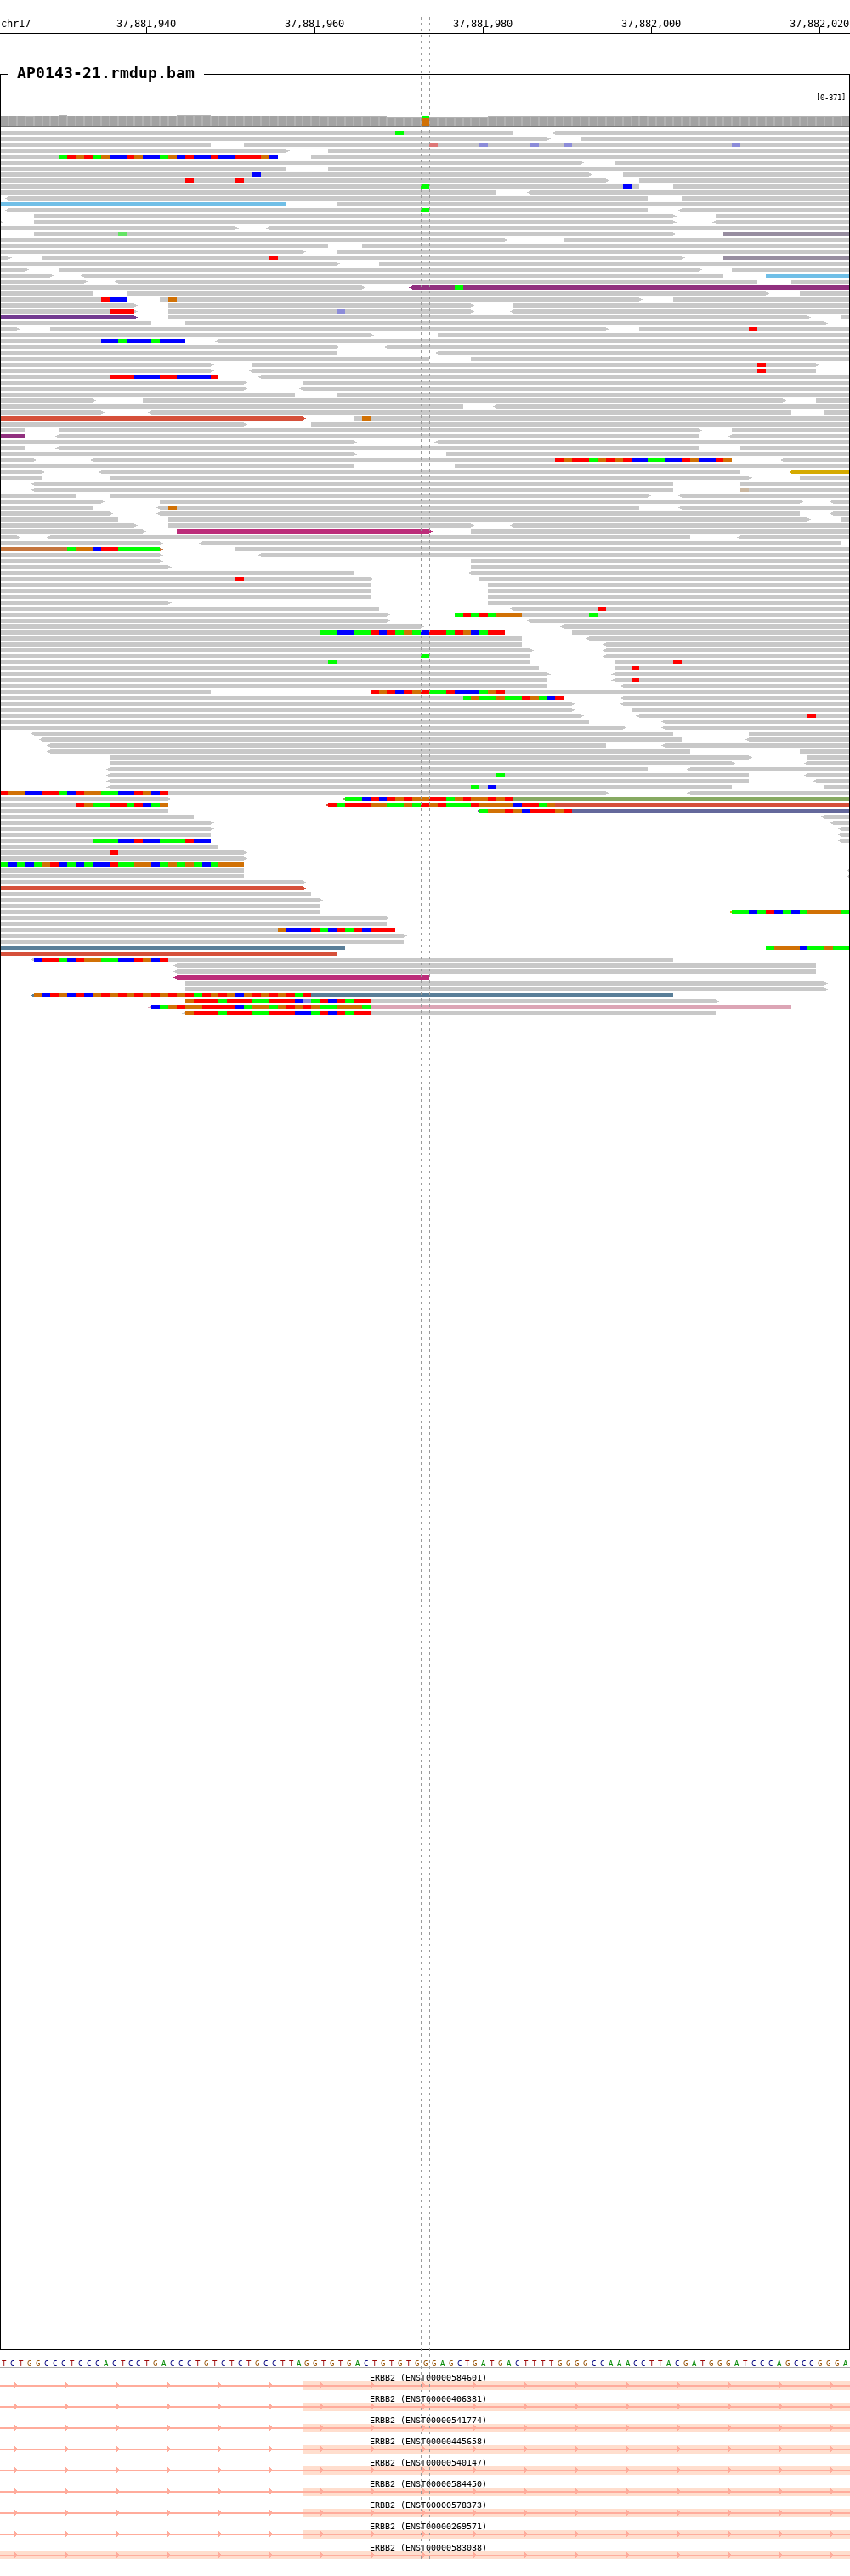 chr17 37,881,940 37,881,960 37,881,980 37,882,000 37,882,020
AP0143-21.rmdup.bam
[0-371]
TCTGGCCCTCCCACTCCTGACCCTGTCTCTGCCTTAGGTGTGACTGTGTGGGAGCTGATGACTTTTGGGGCCAAACCTTACGATGGGATCCCAGCCCGGGA
ERBB2 (ENST00000584601)
ERBB2 (ENST00000406381)
ERBB2 (ENST00000541774)
ERBB2 (ENST00000445658)
ERBB2 (ENST00000540147)
ERBB2 (ENST00000584450)
ERBB2 (ENST00000578373)
ERBB2 (ENST00000269571)
ERBB2 (ENST00000583038)